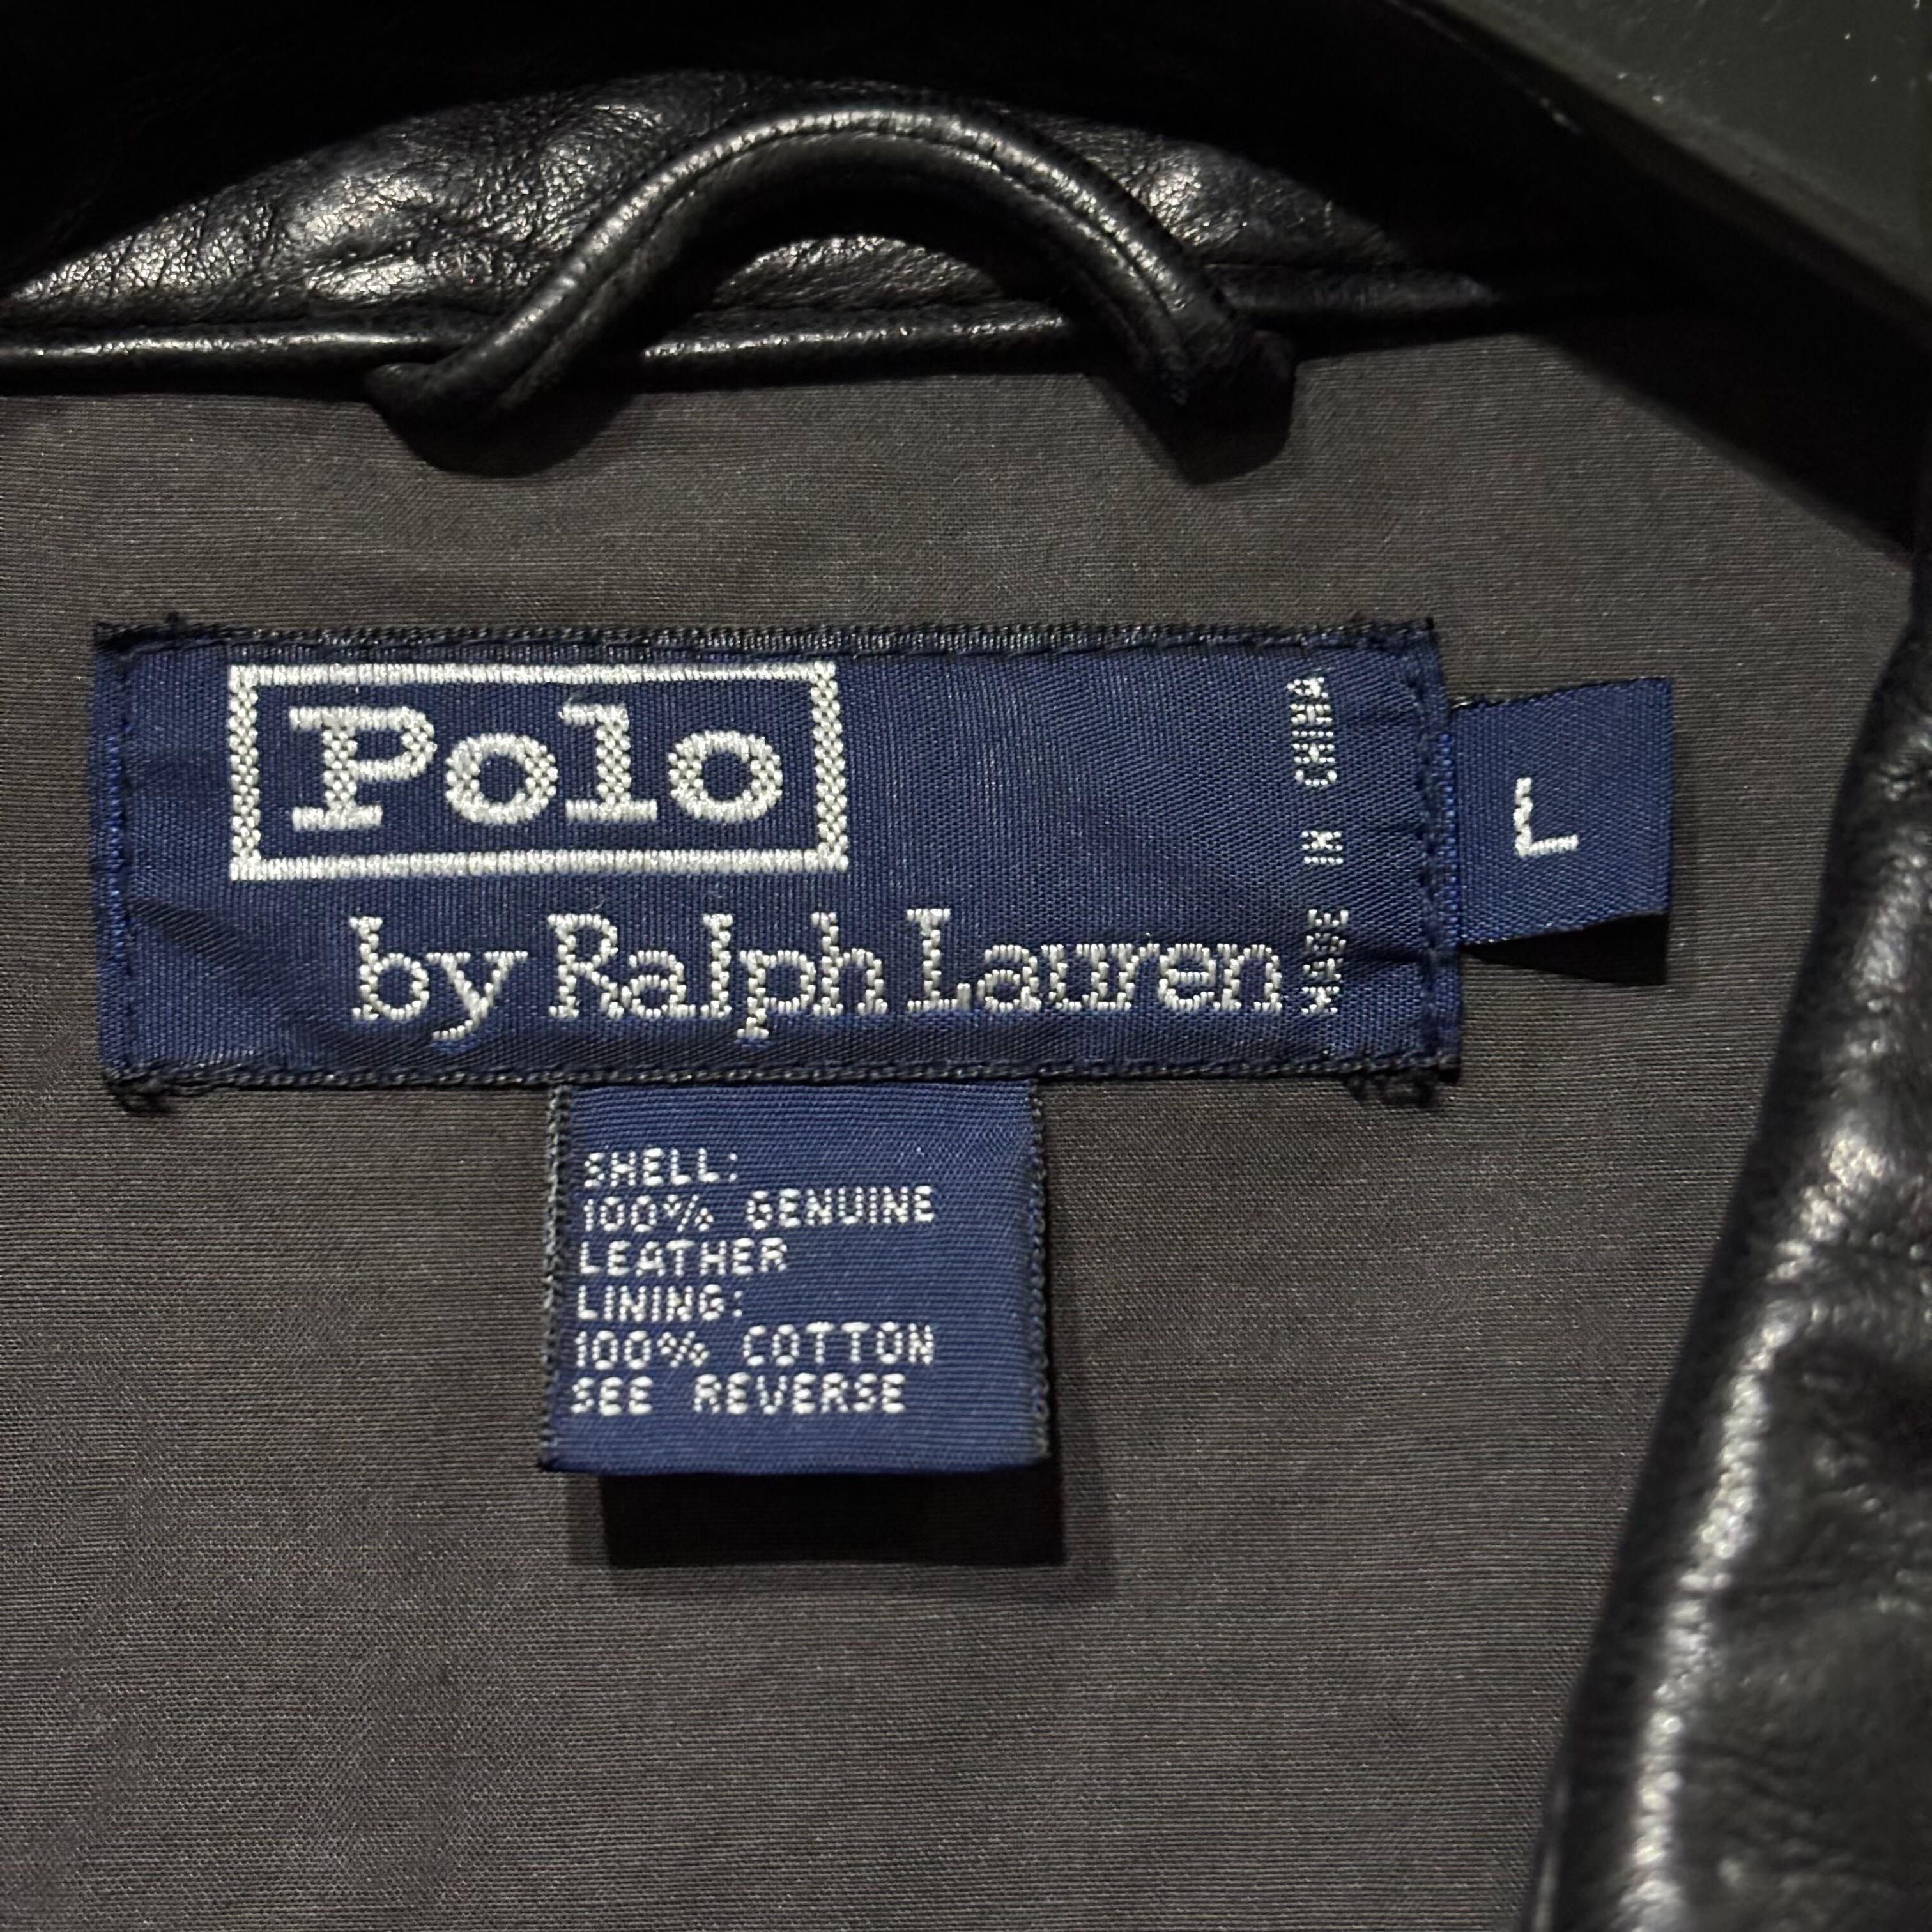 Polo
by Ralph Lauren
MADE IN CHINA
L
SHELL:
100% GENUINE
LEATHER
LINING:
100% COTTON
SEE REVERSE